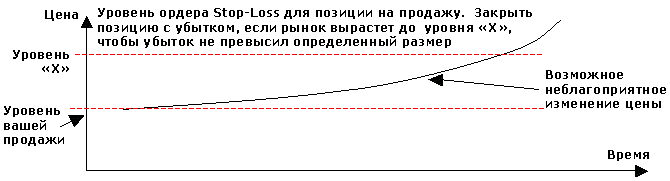 Цена
Уровень ордера Stop-Loss для позиции на продажу. Закрыть
позицию с убытком, если рынок вырастет до уровня «X»,
чтобы убыток не превысил определенный размер
Уровень
«X»
Возможное
неблагоприятное
изменение цены
Уровень
вашей
продажи
Время